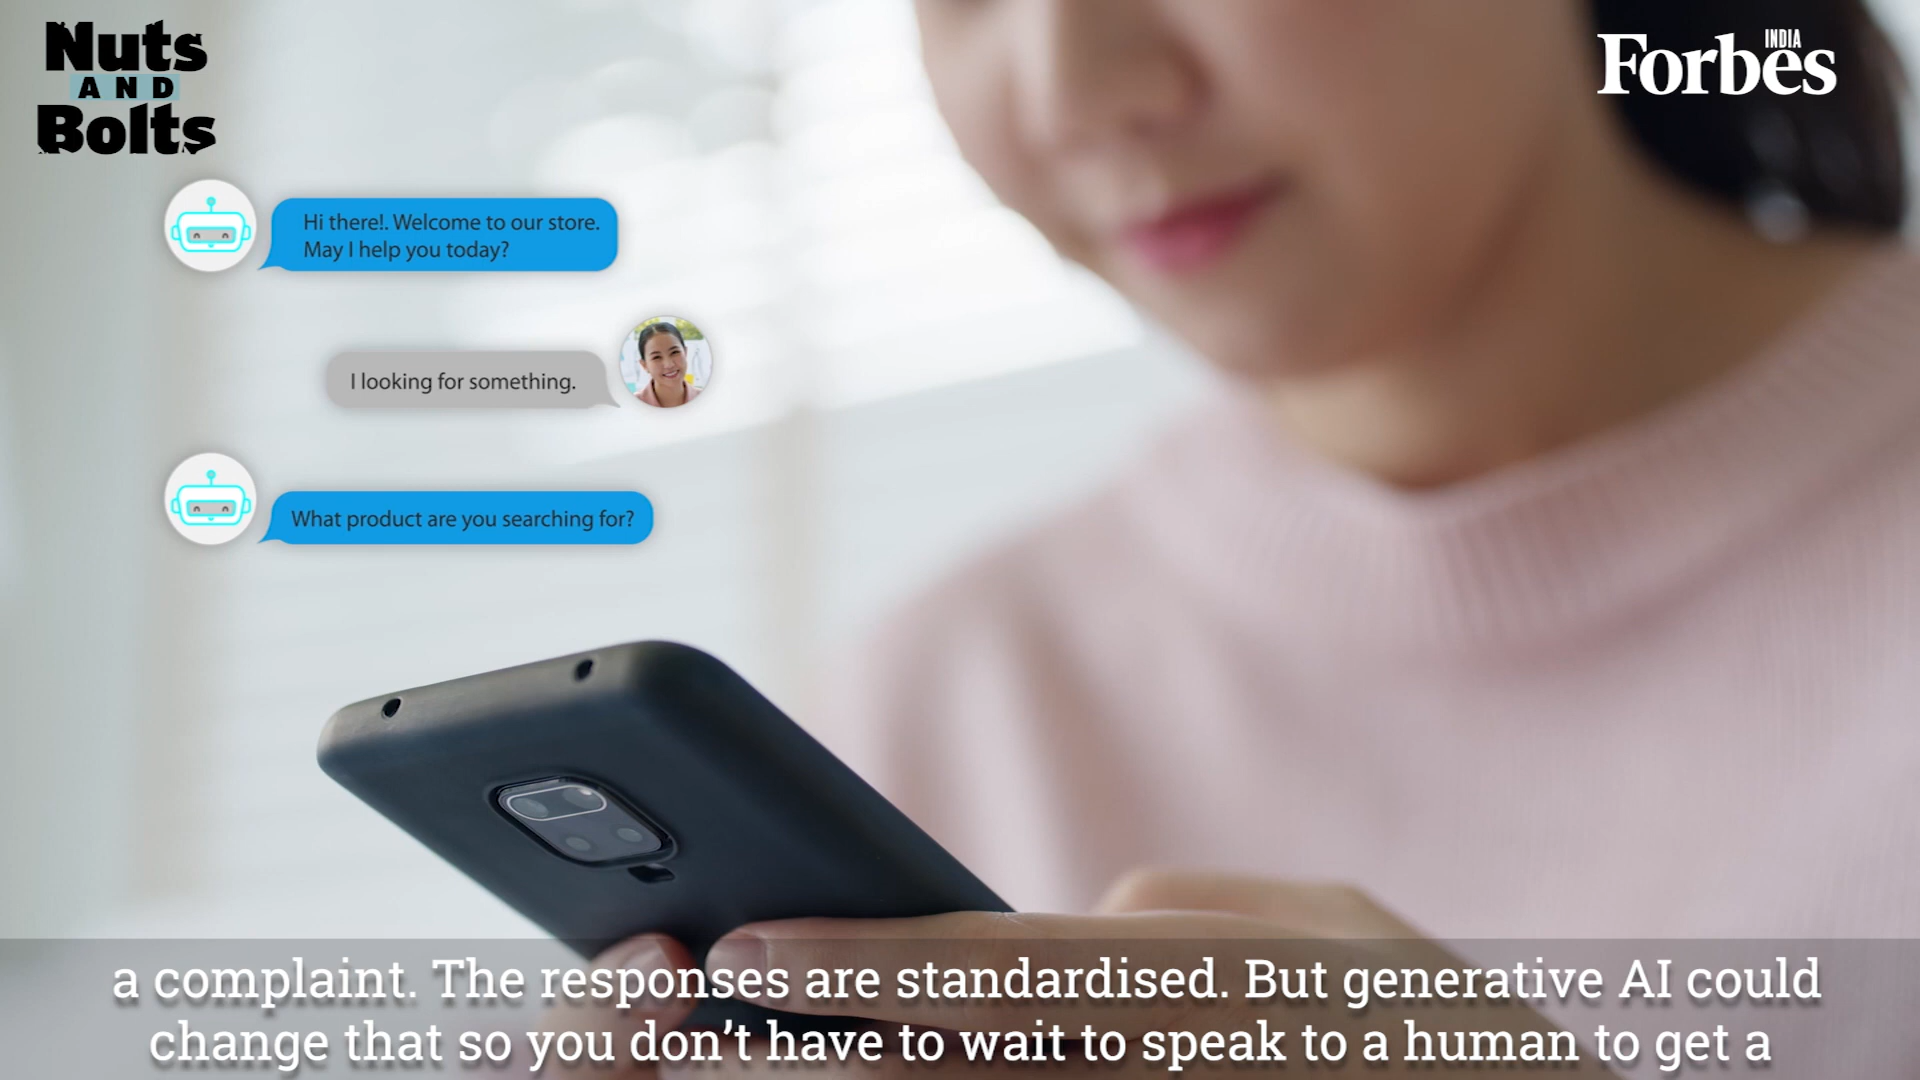 Nuts
AND
Bolts
Forbes
INDIA
Hi there!. Welcome to our store.
May I help you today?
I looking for something.
What product are you searching for?
a complaint. The responses are standardised. But generative AI could
change that so you don’t have to wait to speak to a human to get a